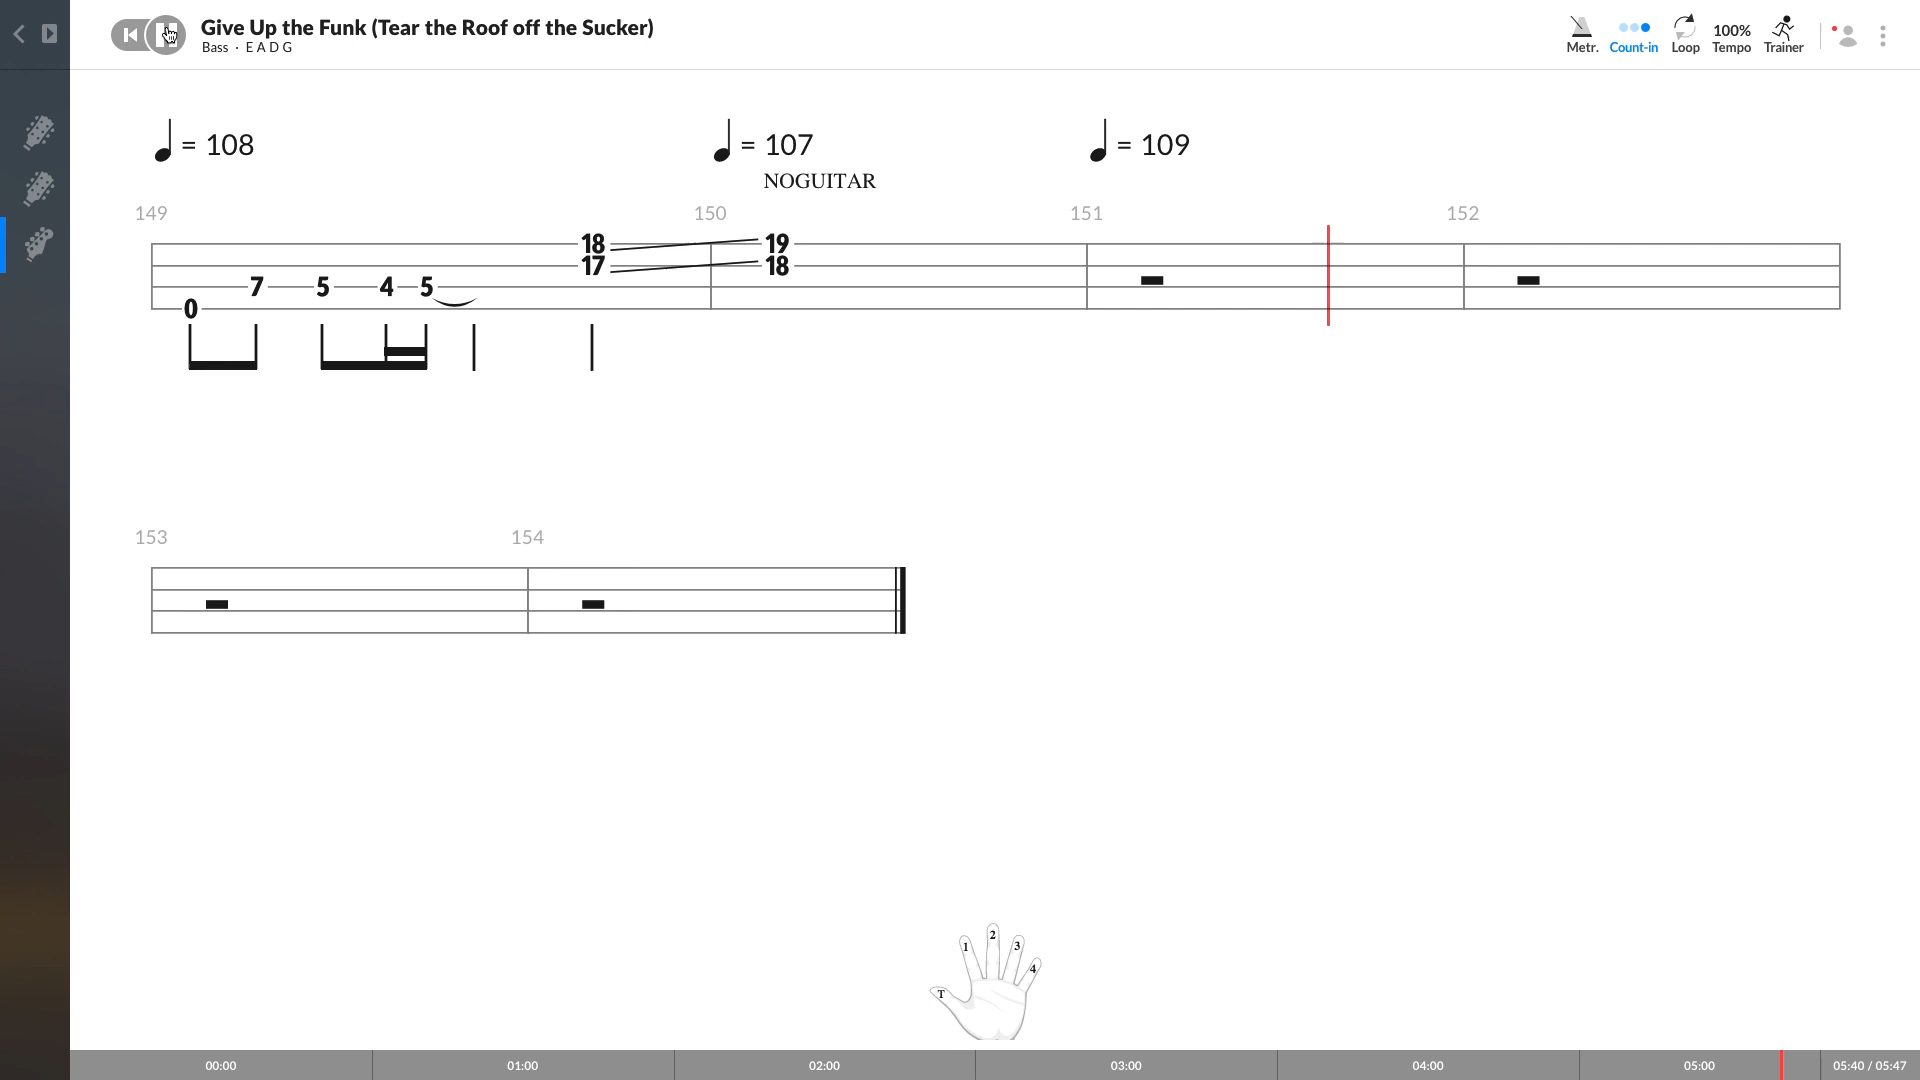 Give Up the Funk (Tear the Roof off the Sucker)
Bass · E A D G
Metr.
Count-in
Loop
100%
Tempo
Trainer
= 108
= 107
= 109
NOGUITAR
149
150
151
152
18
19
17
18
7
5
4
5
0
153
154
1
2
3
4
T
00:00
01:00
02:00
03:00
04:00
05:00
05:40 / 05:47